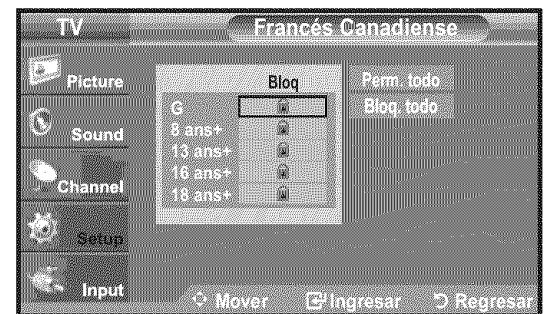 TV
Francés Canadiense
Picture
Sound
Channel
Setup
Input
Bloq
G
8 ans+
13 ans+
16 ans+
18 ans+
Perm. todo
Bloq. todo
Mover
Ingresar
Regresar